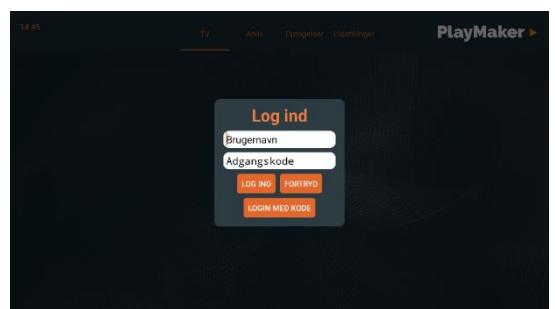 14:45
TV Arkiv Optagelser Indstillinger
PlayMaker
Log ind
Brugernavn
Adgangskode
LOG IND FORTRYD
LOGIN MED KODE